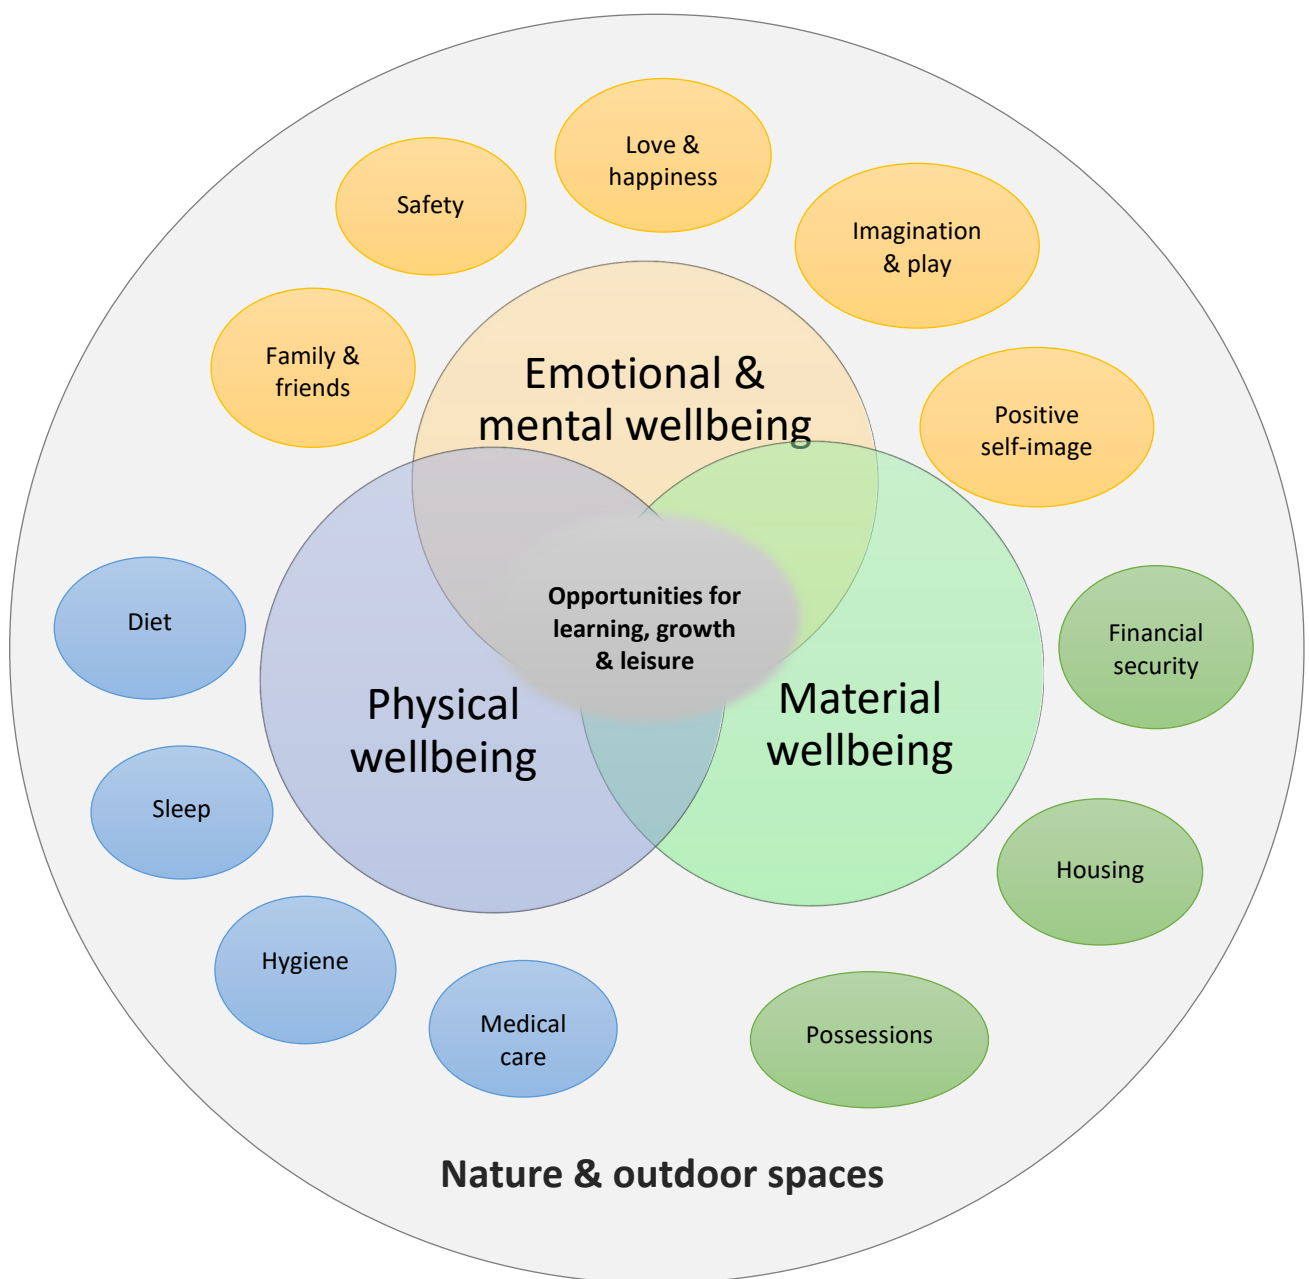 Love &
happiness
Safety
Imagination
& play
Family &
friends
Emotional &
mental wellbeing
Positive
self-image
Opportunities for
learning, growth
& leisure
Diet
Financial
security
Physical
wellbeing
Material
wellbeing
Sleep
Housing
Hygiene
Medical
care
Possessions
Nature & outdoor spaces